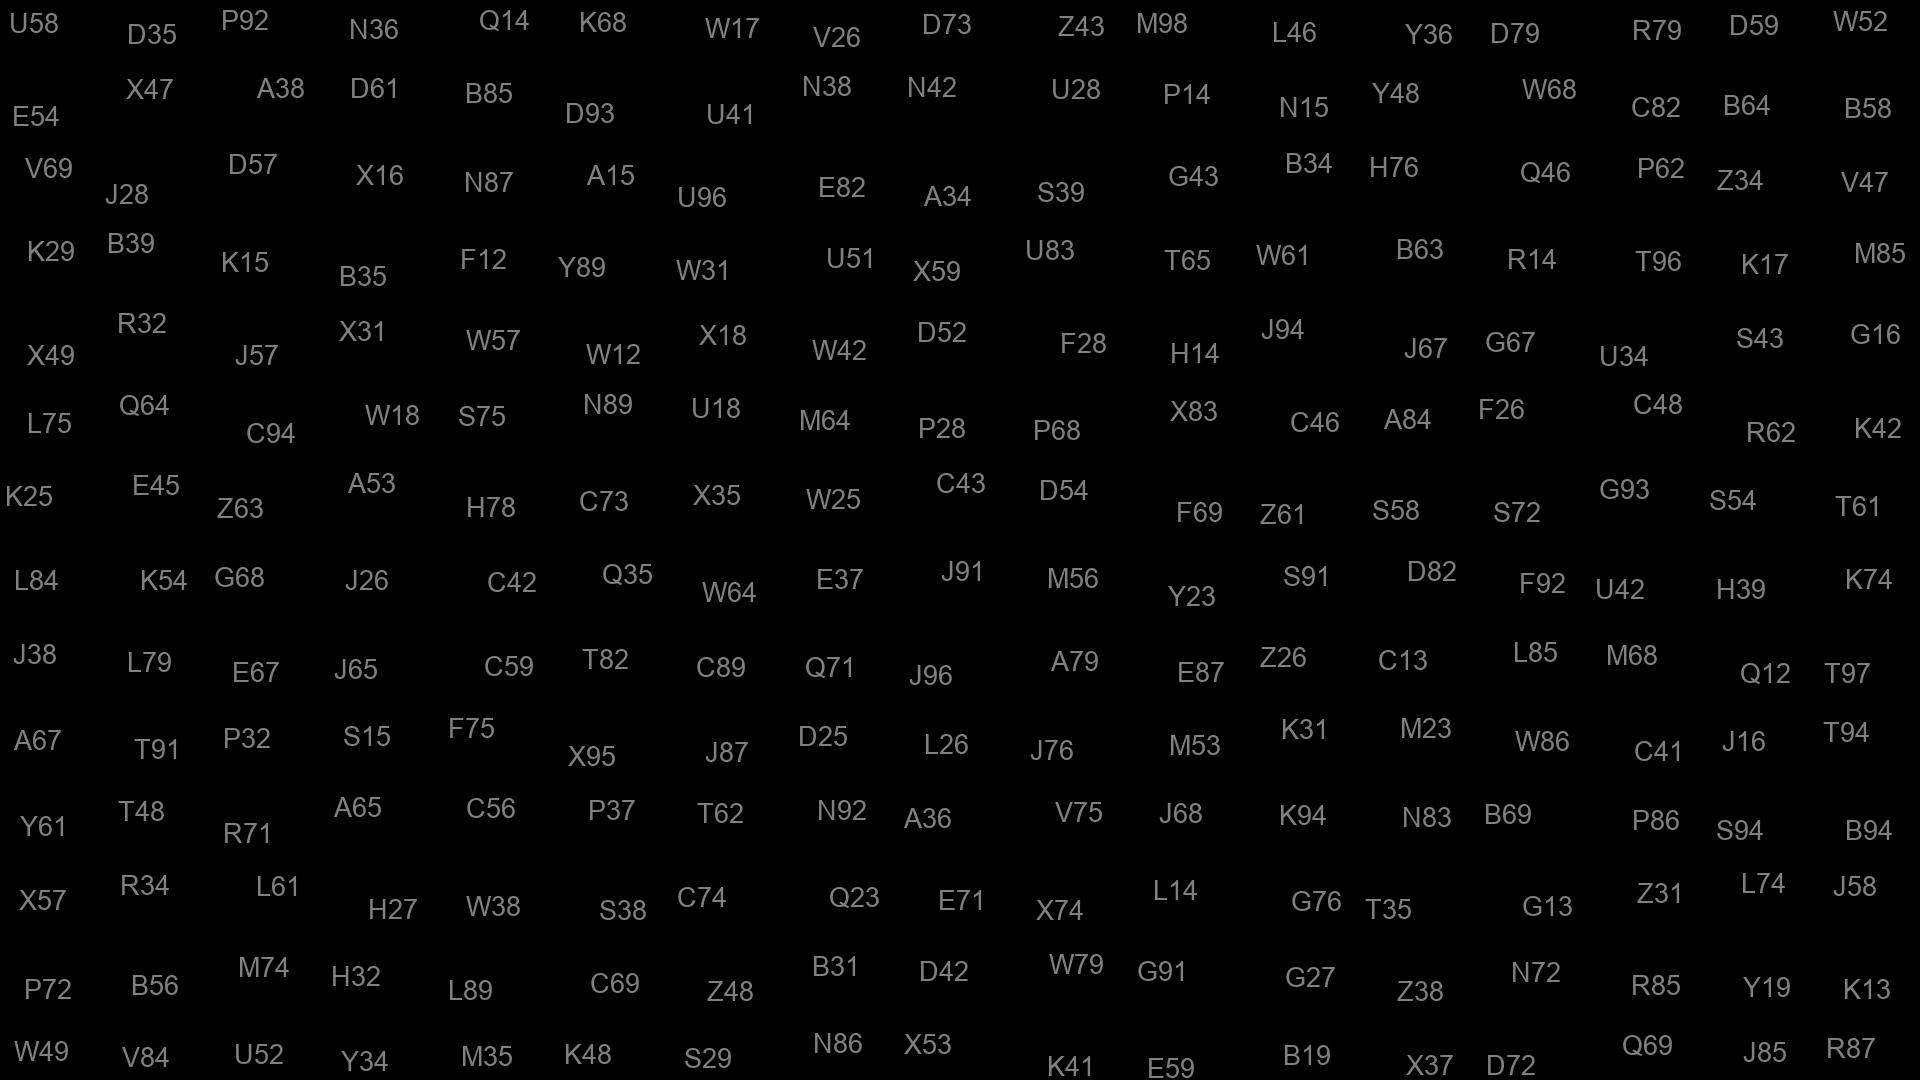 U58 D35 P92 N36 Q14 K68 W17 V26 D73 Z43 M98 L46 Y36 D79 R79 D59 W52
E54 X47 A38 D61 B85 D93 U41 N38 N42 U28 P14 N15 Y48 W68 C82 B64 B58
V69 J28 D57 X16 N87 A15 U96 E82 A34 S39 G43 B34 H76 Q46 P62 Z34 V47
K29 B39 K15 B35 F12 Y89 W31 U51 X59 U83 T65 W61 B63 R14 T96 K17 M85
X49 R32 J57 X31 W57 W12 X18 W42 D52 F28 H14 J94 J67 G67 U34 S43 G16
L75 Q64 C94 W18 S75 N89 U18 M64 P28 P68 X83 C46 A84 F26 C48 R62 K42
K25 E45 Z63 A53 H78 C73 X35 W25 C43 D54 F69 Z61 S58 S72 G93 S54 T61
L84 K54 G68 J26 C42 Q35 W64 E37 J91 M56 Y23 S91 D82 F92 U42 H39 K74
J38 L79 E67 J65 C59 T82 C89 Q71 J96 A79 E87 Z26 C13 L85 M68 Q12 T97
A67 T91 P32 S15 F75 X95 J87 D25 L26 J76 M53 K31 M23 W86 C41 J16 T94
Y61 T48 R71 A65 C56 P37 T62 N92 A36 V75 J68 K94 N83 B69 P86 S94 B94
X57 R34 L61 H27 W38 S38 C74 Q23 E71 X74 L14 G76 T35 G13 Z31 L74 J58
P72 B56 M74 H32 L89 C69 Z48 B31 D42 W79 G91 G27 Z38 N72 R85 Y19 K13
W49 V84 U52 Y34 M35 K48 S29 N86 X53 K41 E59 B19 X37 D72 Q69 J85 R87